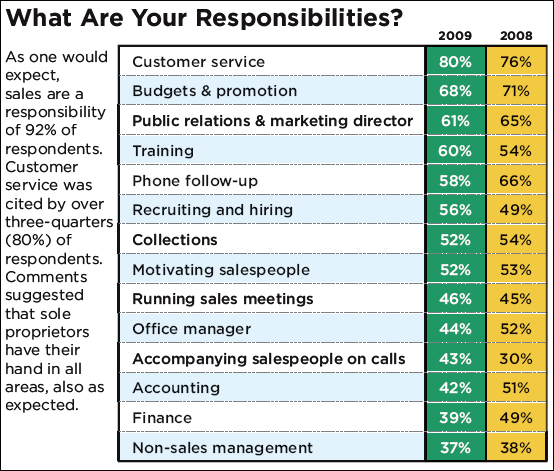 What Are Your Responsibilities?
As one would
expect,
sales are a
responsibility
of 92% of
respondents.
Customer
service was
cited by over
three-quarters
(80%) of
respondents.
Comments
suggested
that sole
proprietors
have their
hand in all
areas, also as
expected.
2009 2008
Customer service 80% 76%
Budgets & promotion 68% 71%
Public relations & marketing director 61% 65%
Training 60% 54%
Phone follow-up 58% 66%
Recruiting and hiring 56% 49%
Collections 52% 54%
Motivating salespeople 52% 53%
Running sales meetings 46% 45%
Office manager 44% 52%
Accompanying salespeople on calls 43% 30%
Accounting 42% 51%
Finance 39% 49%
Non-sales management 37% 38%